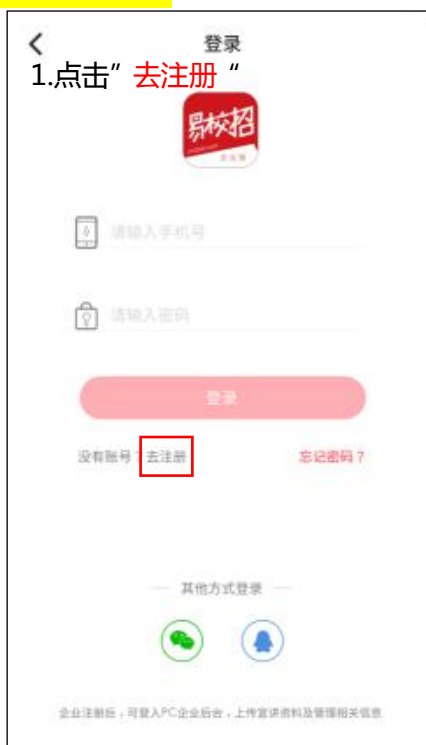 登录
1.点击”去注册“
易校招
企业版
请输入手机号
请输入密码
登录
没有账号？去注册 忘记密码？
其他方式登录
企业注册后，可登入PC企业后台，上传宣讲资料及管理相关信息